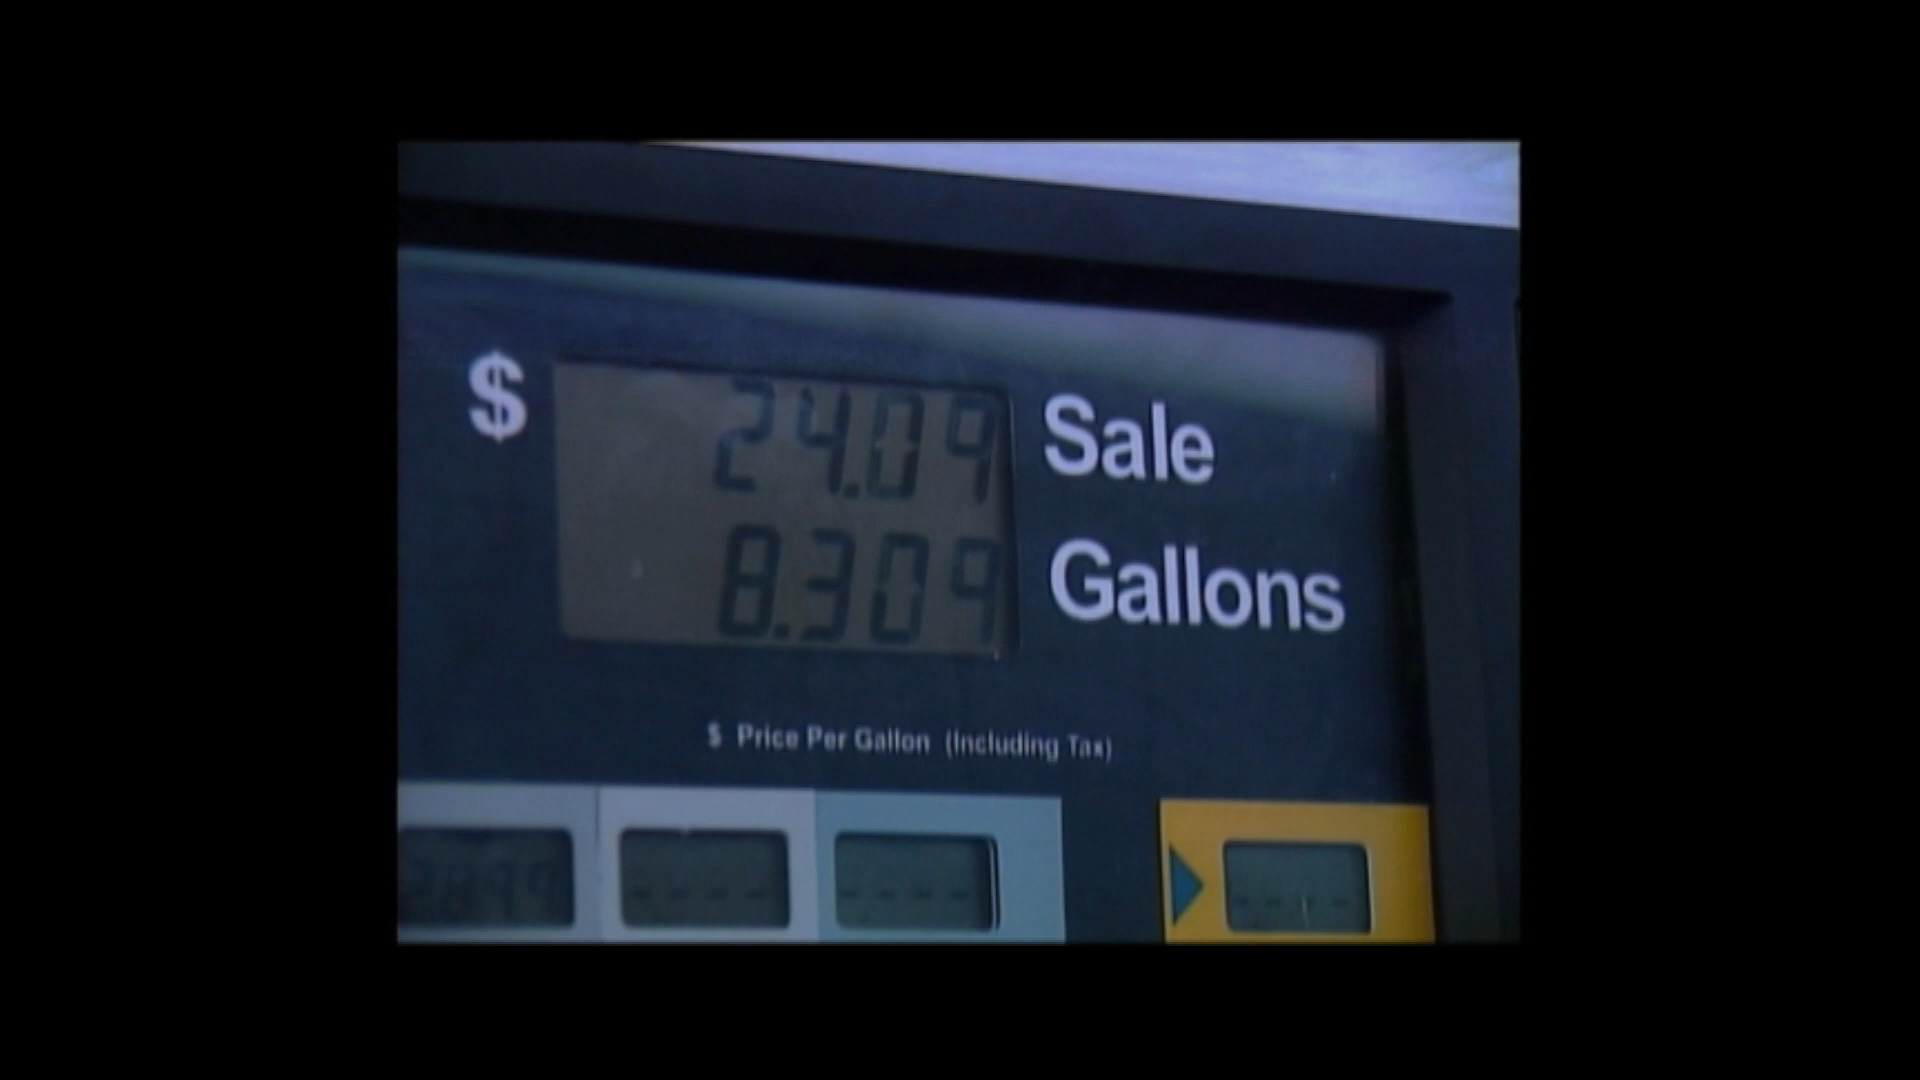 $ 24.09 Sale
8.309 Gallons
$ Price Per Gallon (Including Tax)
- - - - - - - - - - - -